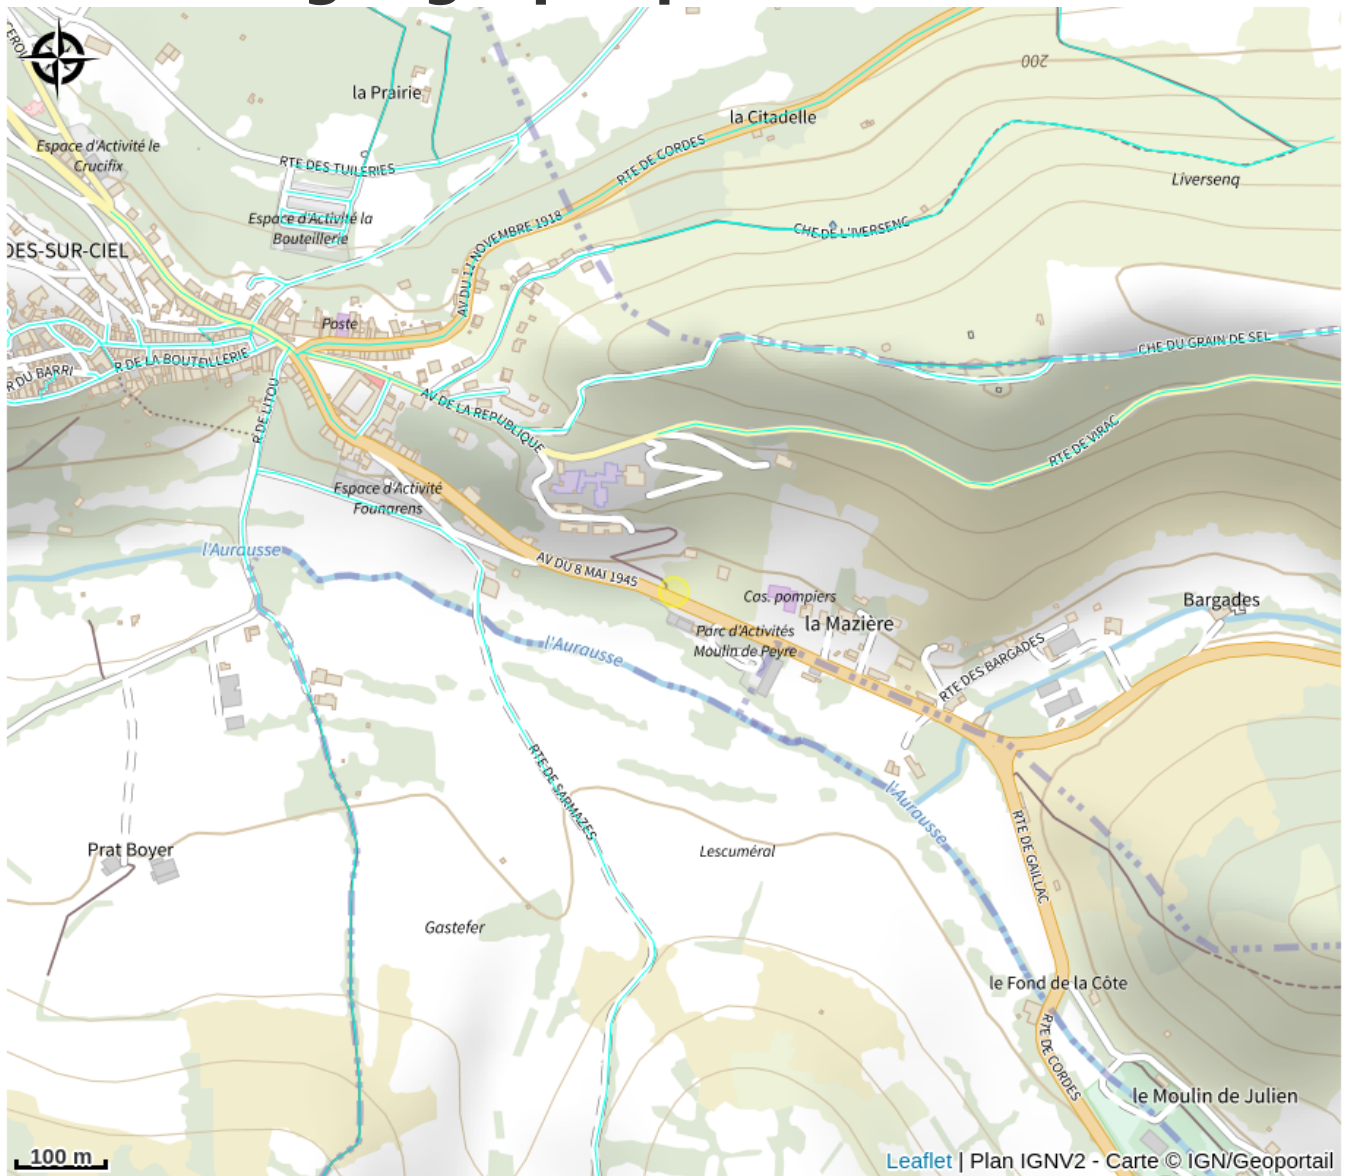 la Prairie
200
la Citadelle
Espace d'Activité le
Crucifix
RTE DES TUILERIES
RTE DE CORDES
Liversenq
Espace d'Activité la
Bouteillerie
AV DU 11 NOVEMBRE 1918
CHE DE L'IVERSENC
DES-SUR-CIEL
Poste
CHE DU GRAIN DE SEL
R DE LA BOUTEILLERIE
R DU BARRI
R DE LITOU
AV DE LA REPUBLIQUE
RTE DE VIRAC
Espace d'Activité
Founarens
l'Aurausse
AV DU 8 MAI 1945
Cas. pompiers
Bargades
la Mazière
Parc d'Activités
Moulin de Peyre
l'Aurausse
RTE DES BARGADES
RTE DE SARMAZES
l'Aurausse
Prat Boyer
Lescuméral
RTE DE GAILLAC
Gastefer
le Fond de la Côte
RTE DE CORDES
le Moulin de Julien
100 m
Leaflet | Plan IGNV2 - Carte © IGN/Geoportail